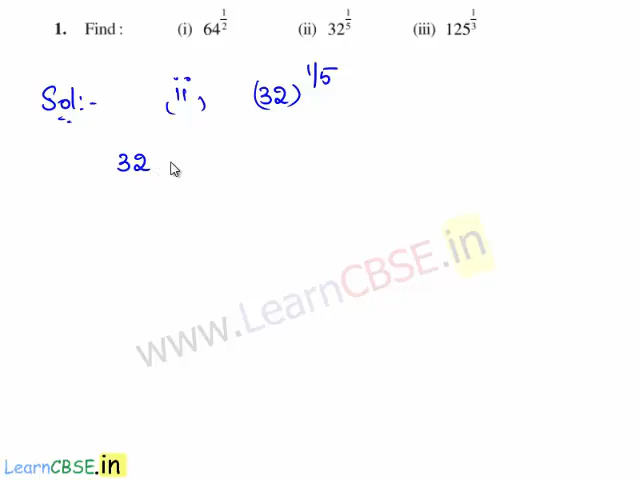 1. Find : (i) 64^{1/2} (ii) 32^{1/5} (iii) 125^{1/3}
Sol:- (ii) (32)^{1/5}
32
www.LearnCBSE.in
LearnCBSE.in